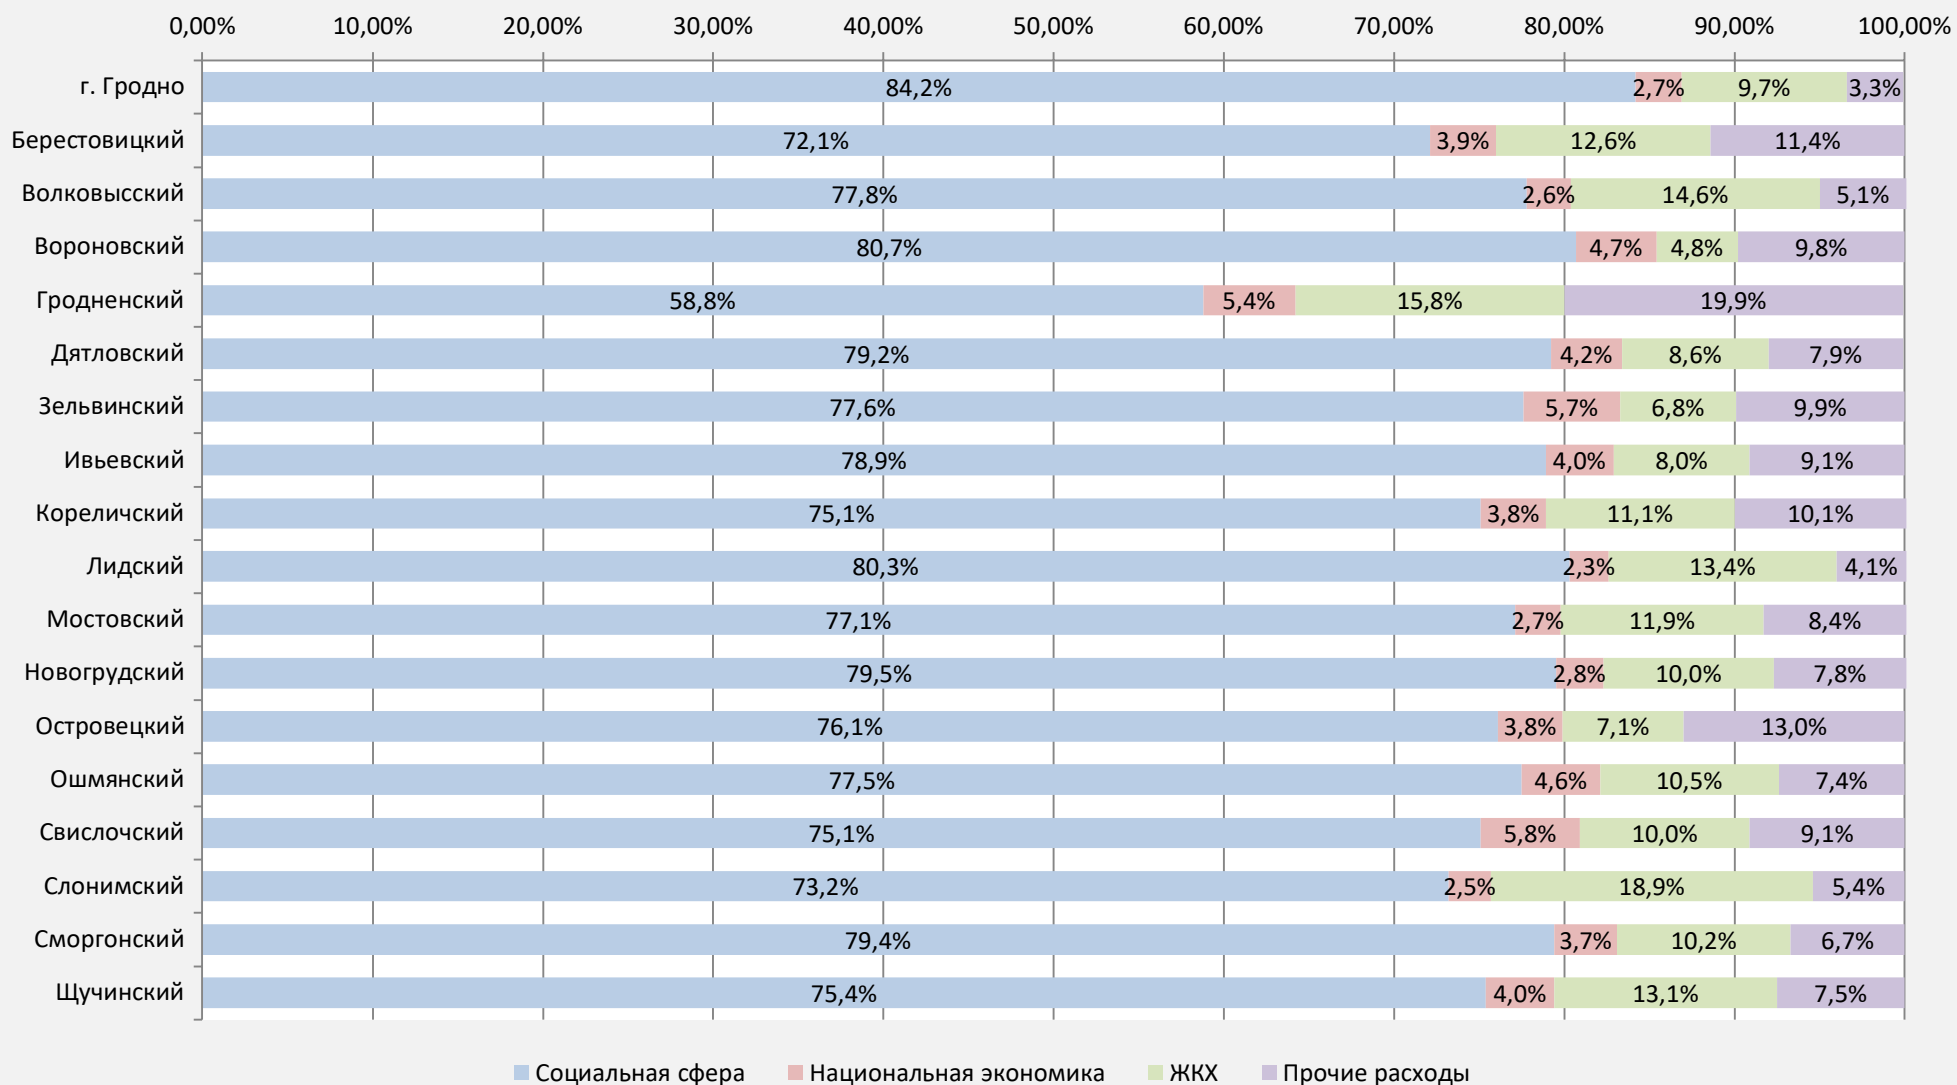 0,00% 10,00% 20,00% 30,00% 40,00% 50,00% 60,00% 70,00% 80,00% 90,00% 100,00%
г. Гродно 84,2% 2,7% 9,7% 3,3%
Берестовицкий 72,1% 3,9% 12,6% 11,4%
Волковысский 77,8% 2,6% 14,6% 5,1%
Вороновский 80,7% 4,7% 4,8% 9,8%
Гродненский 58,8% 5,4% 15,8% 19,9%
Дятловский 79,2% 4,2% 8,6% 7,9%
Зельвинский 77,6% 5,7% 6,8% 9,9%
Ивьевский 78,9% 4,0% 8,0% 9,1%
Кореличский 75,1% 3,8% 11,1% 10,1%
Лидский 80,3% 2,3% 13,4% 4,1%
Мостовский 77,1% 2,7% 11,9% 8,4%
Новогрудский 79,5% 2,8% 10,0% 7,8%
Островецкий 76,1% 3,8% 7,1% 13,0%
Ошмянский 77,5% 4,6% 10,5% 7,4%
Свислочский 75,1% 5,8% 10,0% 9,1%
Слонимский 73,2% 2,5% 18,9% 5,4%
Сморгонский 79,4% 3,7% 10,2% 6,7%
Щучинский 75,4% 4,0% 13,1% 7,5%
Социальная сфера Национальная экономика ЖКХ Прочие расходы